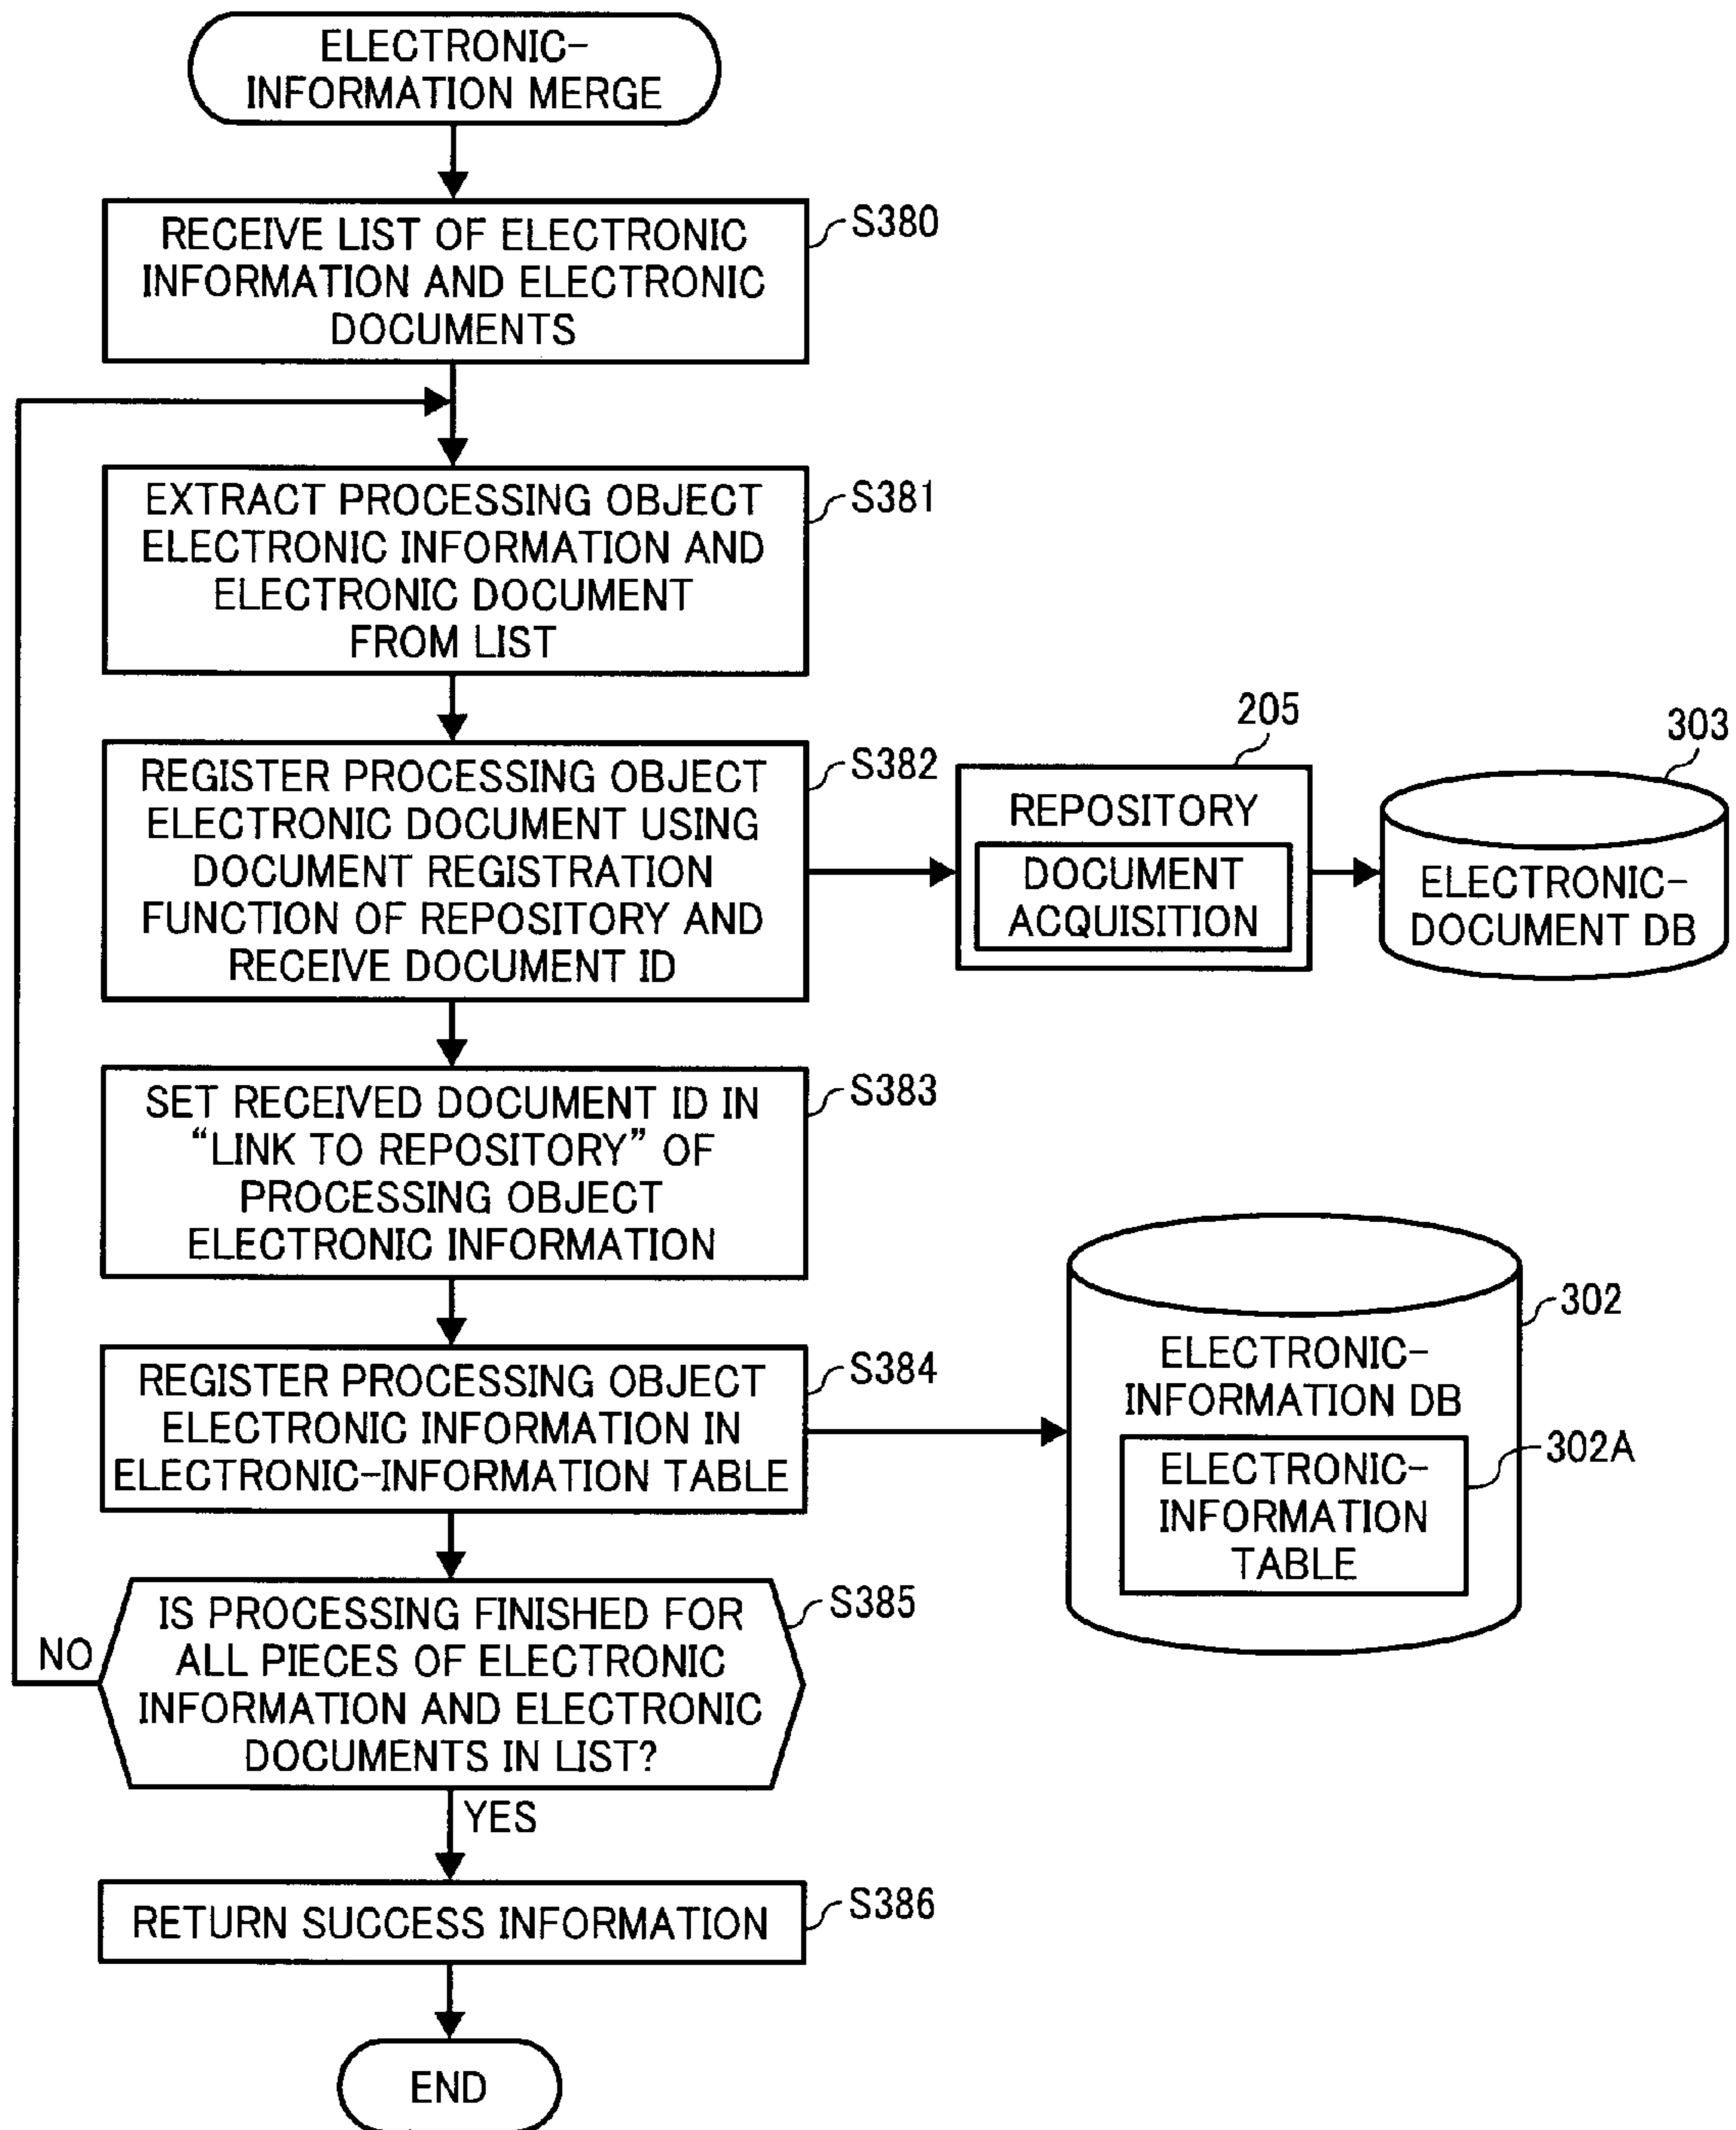 ELECTRONIC-
INFORMATION MERGE
RECEIVE LIST OF ELECTRONIC
INFORMATION AND ELECTRONIC
DOCUMENTS
S380
EXTRACT PROCESSING OBJECT
ELECTRONIC INFORMATION AND
ELECTRONIC DOCUMENT
FROM LIST
S381
REGISTER PROCESSING OBJECT
ELECTRONIC DOCUMENT USING
DOCUMENT REGISTRATION
FUNCTION OF REPOSITORY AND
RECEIVE DOCUMENT ID
S382
205
REPOSITORY
DOCUMENT
ACQUISITION
303
ELECTRONIC-
DOCUMENT DB
SET RECEIVED DOCUMENT ID IN
“LINK TO REPOSITORY” OF
PROCESSING OBJECT
ELECTRONIC INFORMATION
S383
REGISTER PROCESSING OBJECT
ELECTRONIC INFORMATION IN
ELECTRONIC-INFORMATION TABLE
S384
302
ELECTRONIC-
INFORMATION DB
302A
ELECTRONIC-
INFORMATION
TABLE
IS PROCESSING FINISHED FOR
ALL PIECES OF ELECTRONIC
INFORMATION AND ELECTRONIC
DOCUMENTS IN LIST?
S385
NO
YES
RETURN SUCCESS INFORMATION
S386
END